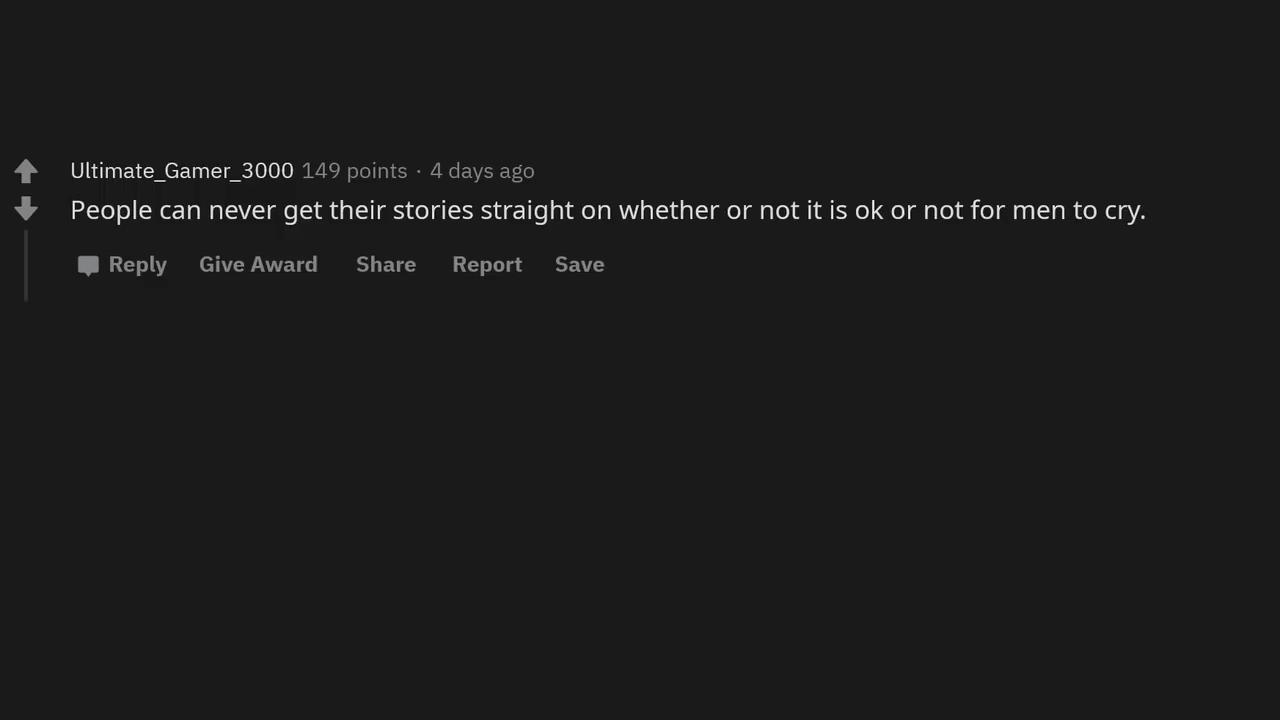 Ultimate_Gamer_3000 149 points · 4 days ago
People can never get their stories straight on whether or not it is ok or not for men to cry.
Reply Give Award Share Report Save